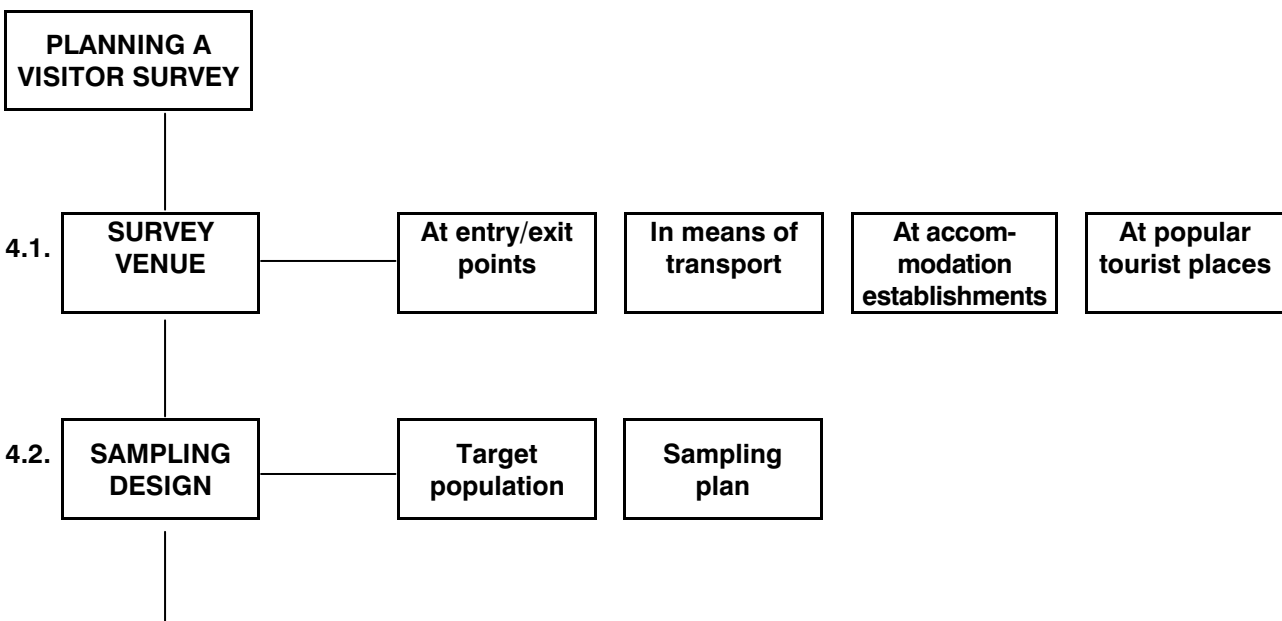 PLANNING A
VISITOR SURVEY
4.1.
SURVEY
VENUE
At entry/exit
points
In means of
transport
At accom-
modation
establishments
At popular
tourist places
4.2.
SAMPLING
DESIGN
Target
population
Sampling
plan